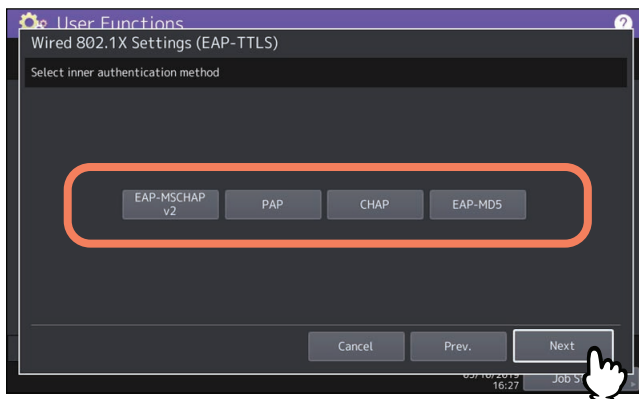 User Functions
?
Wired 802.1X Settings (EAP-TTLS)
Select inner authentication method
EAP-MSCHAP
v2
PAP
CHAP
EAP-MD5
Cancel
Prev.
Next
16:27
Job S